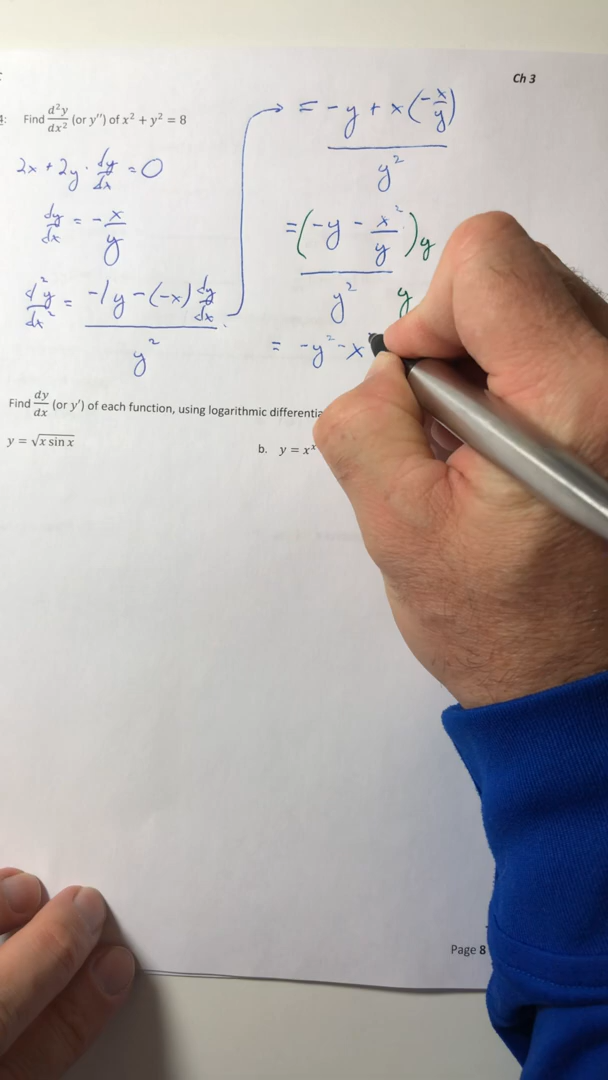 Ch 3
4: Find d²y/dx² (or y″) of x² + y² = 8
2x + 2y · dy/dx = 0
dy/dx = -x/y
d²y/dx² = (-1y - (-x) dy/dx) / y²
= (-y + x(-x/y)) / y²
= (-y - x²/y)y / y² y
= -y² - x
Find dy/dx (or y′) of each function, using logarithmic differentia
y = √x sin x
b. y = xˣ
Page 8